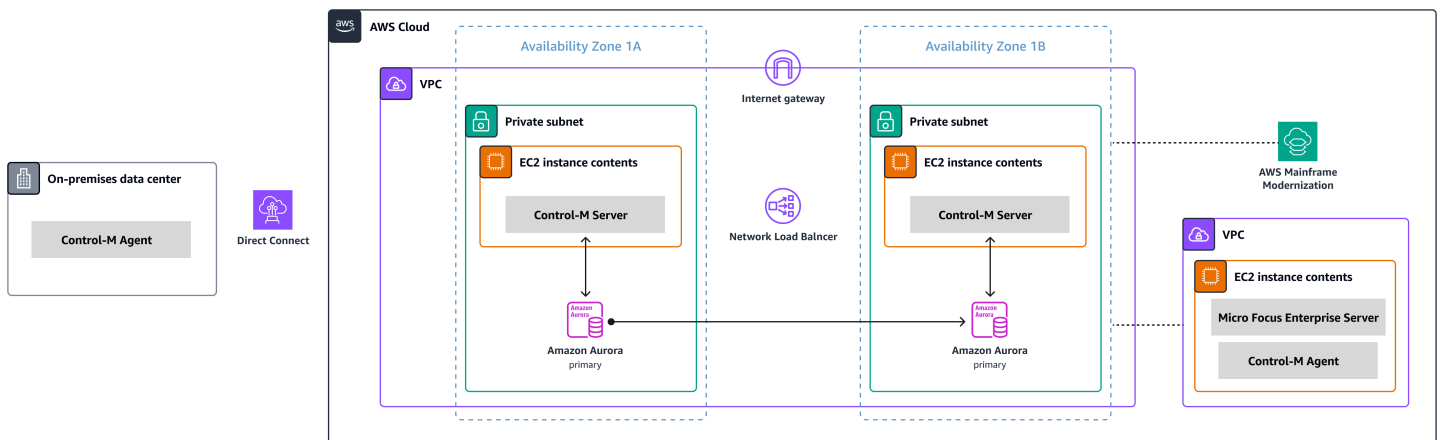 aws
AWS Cloud
Availability Zone 1A
Availability Zone 1B
VPC
Internet gateway
Private subnet
Private subnet
EC2 instance contents
EC2 instance contents
AWS Mainframe
Modernization
On-premises data center
Control-M Agent
Direct Connect
Control-M Server
Network Load Balncer
Control-M Server
VPC
EC2 instance contents
Micro Focus Enterprise Server
Control-M Agent
Amazon
Aurora
Amazon Aurora
primary
Amazon
Aurora
Amazon Aurora
primary